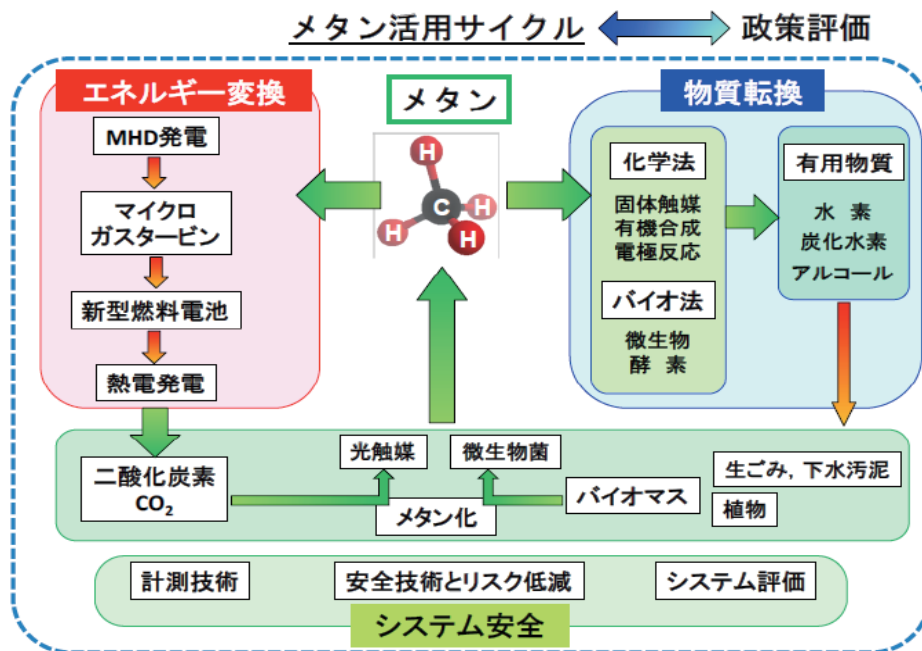 メタン活用サイクル 政策評価
エネルギー変換
メタン
物質転換
MHD発電
マイクロ
ガスタービン
新型燃料電池
熱電発電
H
C
H
H
H
化学法
固体触媒
有機合成
電極反応
バイオ法
微生物
酵 素
有用物質
水 素
炭化水素
アルコール
二酸化炭素
CO₂
光触媒
微生物菌
メタン化
バイオマス
生ごみ，下水汚泥
植物
計測技術
安全技術とリスク低減
システム評価
システム安全